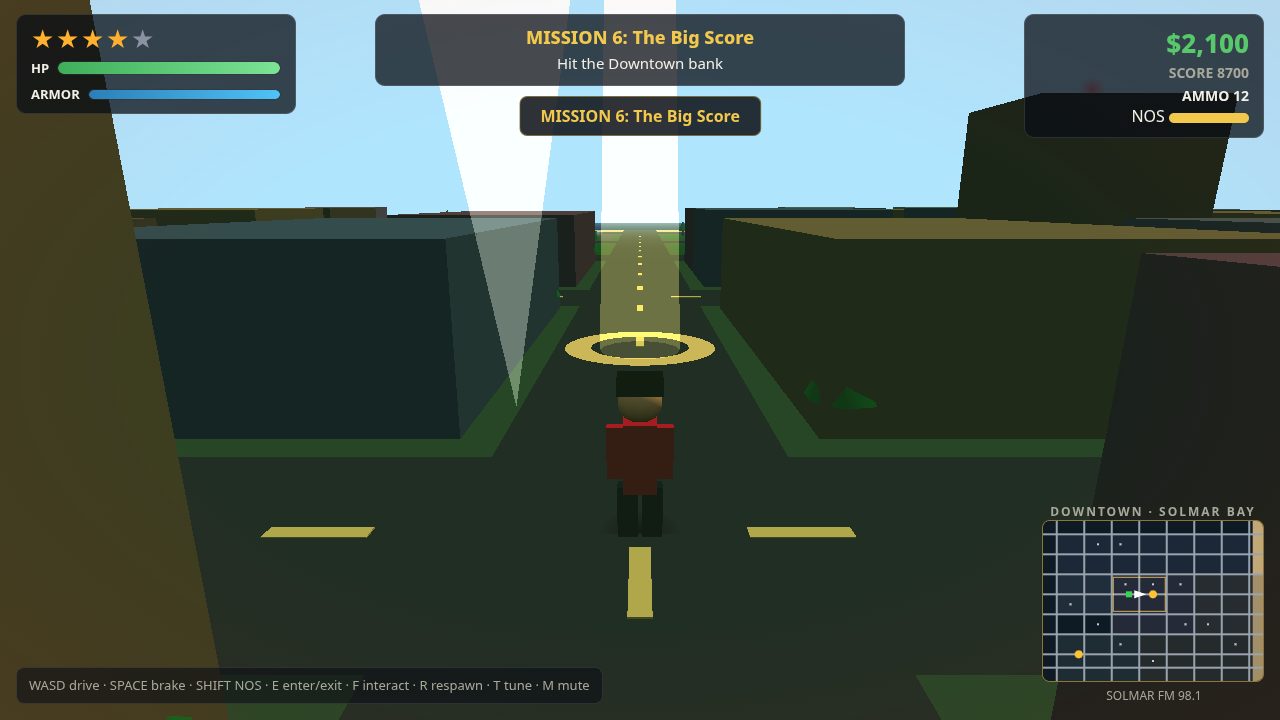 ★★★★★
HP
ARMOR
MISSION 6: The Big Score
Hit the Downtown bank
MISSION 6: The Big Score
$2,100
SCORE 8700
AMMO 12
NOS
DOWNTOWN · SOLMAR BAY
SOLMAR FM 98.1
WASD drive · SPACE brake · SHIFT NOS · E enter/exit · F interact · R respawn · T tune · M mute